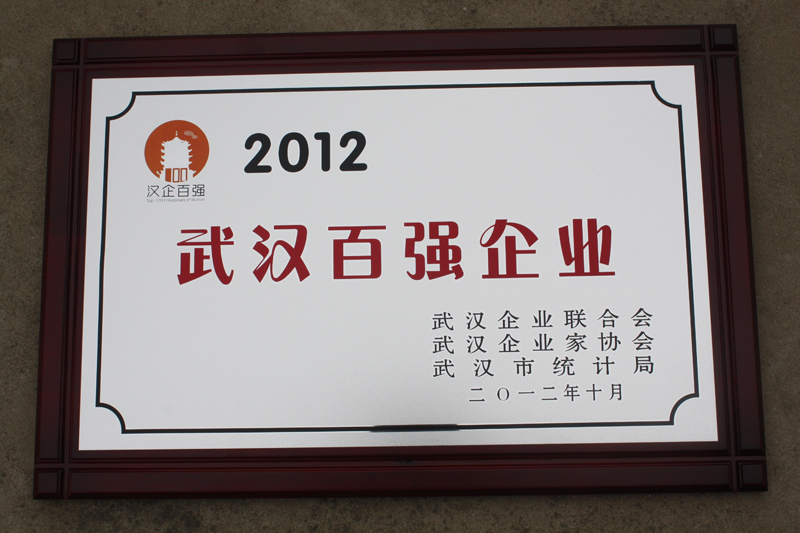 2012
汉企百强
武汉百强企业
武汉企业联合会
武汉企业家协会
武汉市统计局
二〇一二年十月